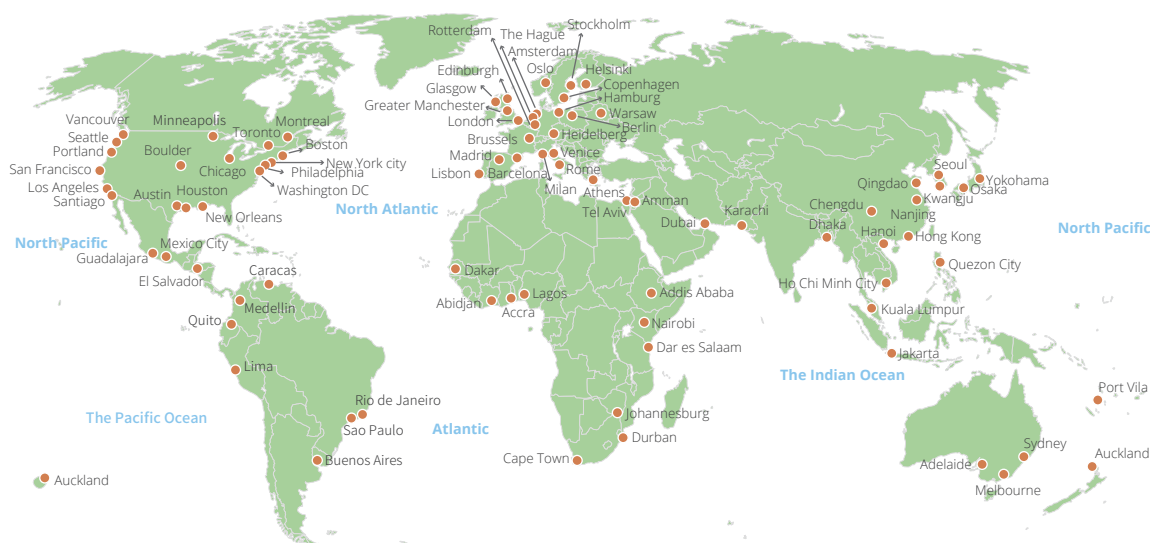 Stockholm
Rotterdam
The Hague
Amsterdam
Oslo
Helsinki
Edinburgh
Glasgow
Copenhagen
Greater Manchester
Hamburg
London
Warsaw
Berlin
Brussels
Heidelberg
Madrid
Venice
Lisbon
Barcelona
Rome
Milan
Athens
Tel Aviv
Amman
Vancouver
Minneapolis
Montreal
Seattle
Toronto
Portland
Boston
Boulder
Chicago
New York city
San Francisco
Philadelphia
Los Angeles
Austin
Houston
Washington DC
Santiago
New Orleans
North Atlantic
North Pacific
Mexico City
Guadalajara
El Salvador
Caracas
Medellin
Quito
Lima
Rio de Janeiro
Sao Paulo
The Pacific Ocean
Atlantic
Buenos Aires
Auckland
Dakar
Abidjan
Lagos
Accra
Addis Ababa
Nairobi
Dar es Salaam
Johannesburg
Durban
Cape Town
Dubai
Karachi
Seoul
Qingdao
Yokohama
Osaka
Kwangju
Chengdu
Nanjing
Dhaka
Hanoi
Hong Kong
North Pacific
Quezon City
Ho Chi Minh City
Kuala Lumpur
Jakarta
The Indian Ocean
Port Vila
Sydney
Auckland
Adelaide
Melbourne